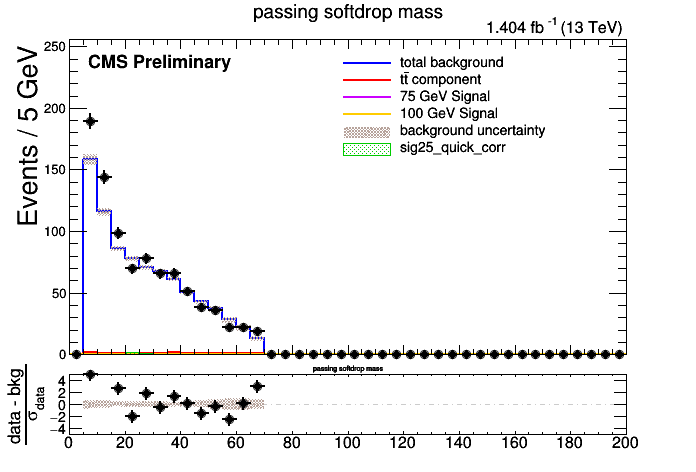 passing softdrop mass
1.404 fb⁻¹ (13 TeV)
CMS Preliminary
total background
tt̄ component
75 GeV Signal
100 GeV Signal
background uncertainty
sig25_quick_corr
Events / 5 GeV
250
200
150
100
50
0
passing softdrop mass
data - bkg
σ data
4
2
0
−2
−4
0 20 40 60 80 100 120 140 160 180 200